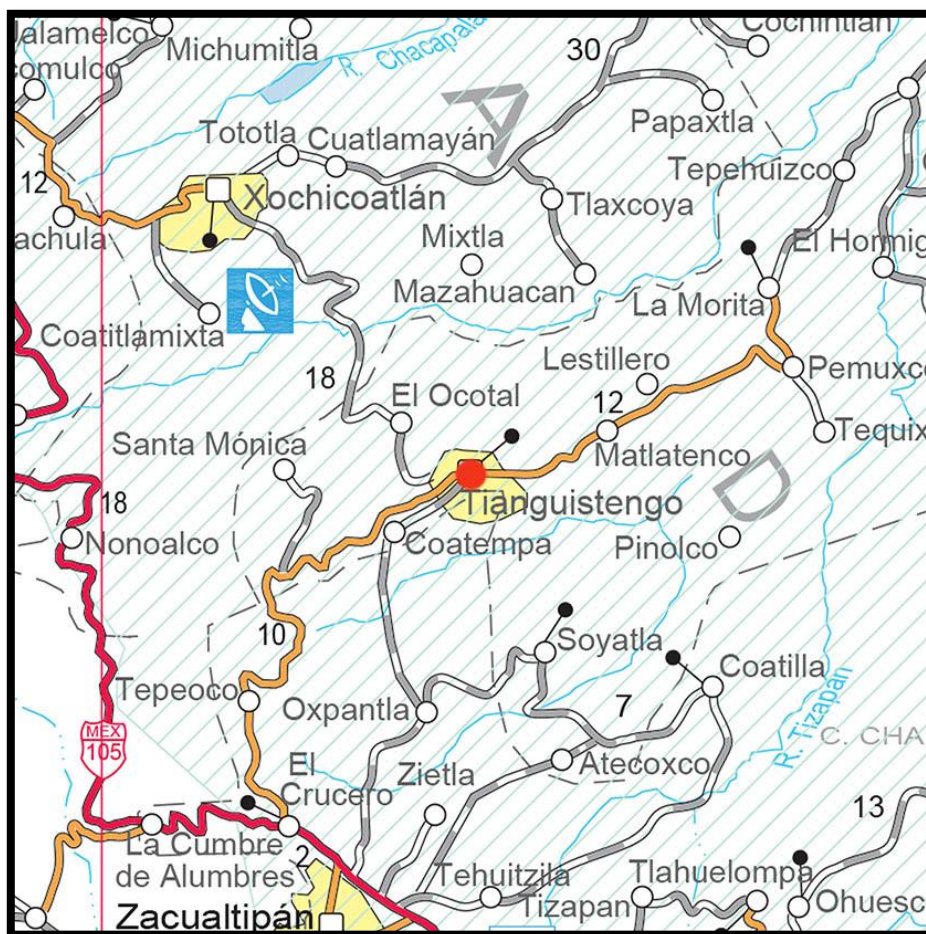 Jalamelco
Michumitla
R. Chacapala
30
Cochintlán
Papaxtla
A
Tototla
Cuatlamayán
Tepehuizco
12
Xochicoatlán
Tlaxcoya
Mixtla
Mazahuacan
El Hormig
La Morita
Coatitlamixta
Lestillero
18
El Ocotal
12
Pemuxco
Santa Mónica
Matlatenco
Tequix
18
Tianguistengo
D
Nonoalco
Coatempa
Pinolco
10
Soyatla
Coatilla
Tepeoco
Oxpantla
7
R. Tizapan
MEX
105
C. CHA
Atecoxco
El
Crucero
Zietla
13
La Cumbre
de Alumbres
2
Tehuitzila
Tlahuelompa
Tizapan
Ohuesc
Zacualtipán